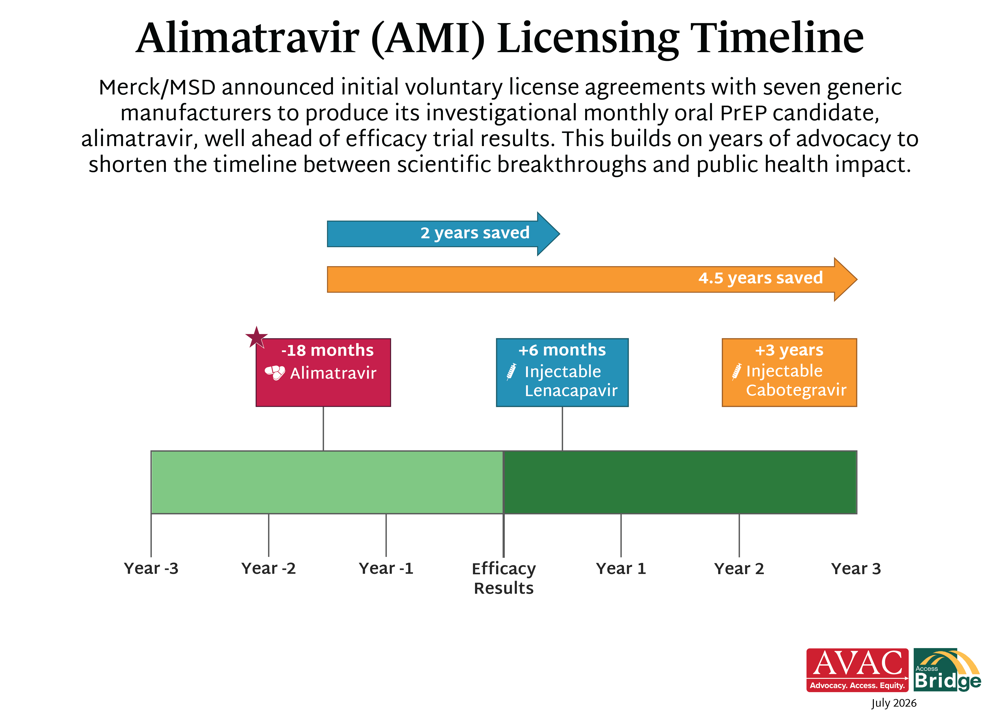 Alimatravir (AMI) Licensing Timeline
Merck/MSD announced initial voluntary license agreements with seven generic
manufacturers to produce its investigational monthly oral PrEP candidate,
alimatravir, well ahead of efficacy trial results. This builds on years of advocacy to
shorten the timeline between scientific breakthroughs and public health impact.
2 years saved
4.5 years saved
-18 months
Alimatravir
+6 months
Injectable
Lenacapavir
+3 years
Injectable
Cabotegravir
Year -3
Year -2
Year -1
Efficacy
Results
Year 1
Year 2
Year 3
AVAC
Advocacy. Access. Equity.
Access
Bridge
July 2026